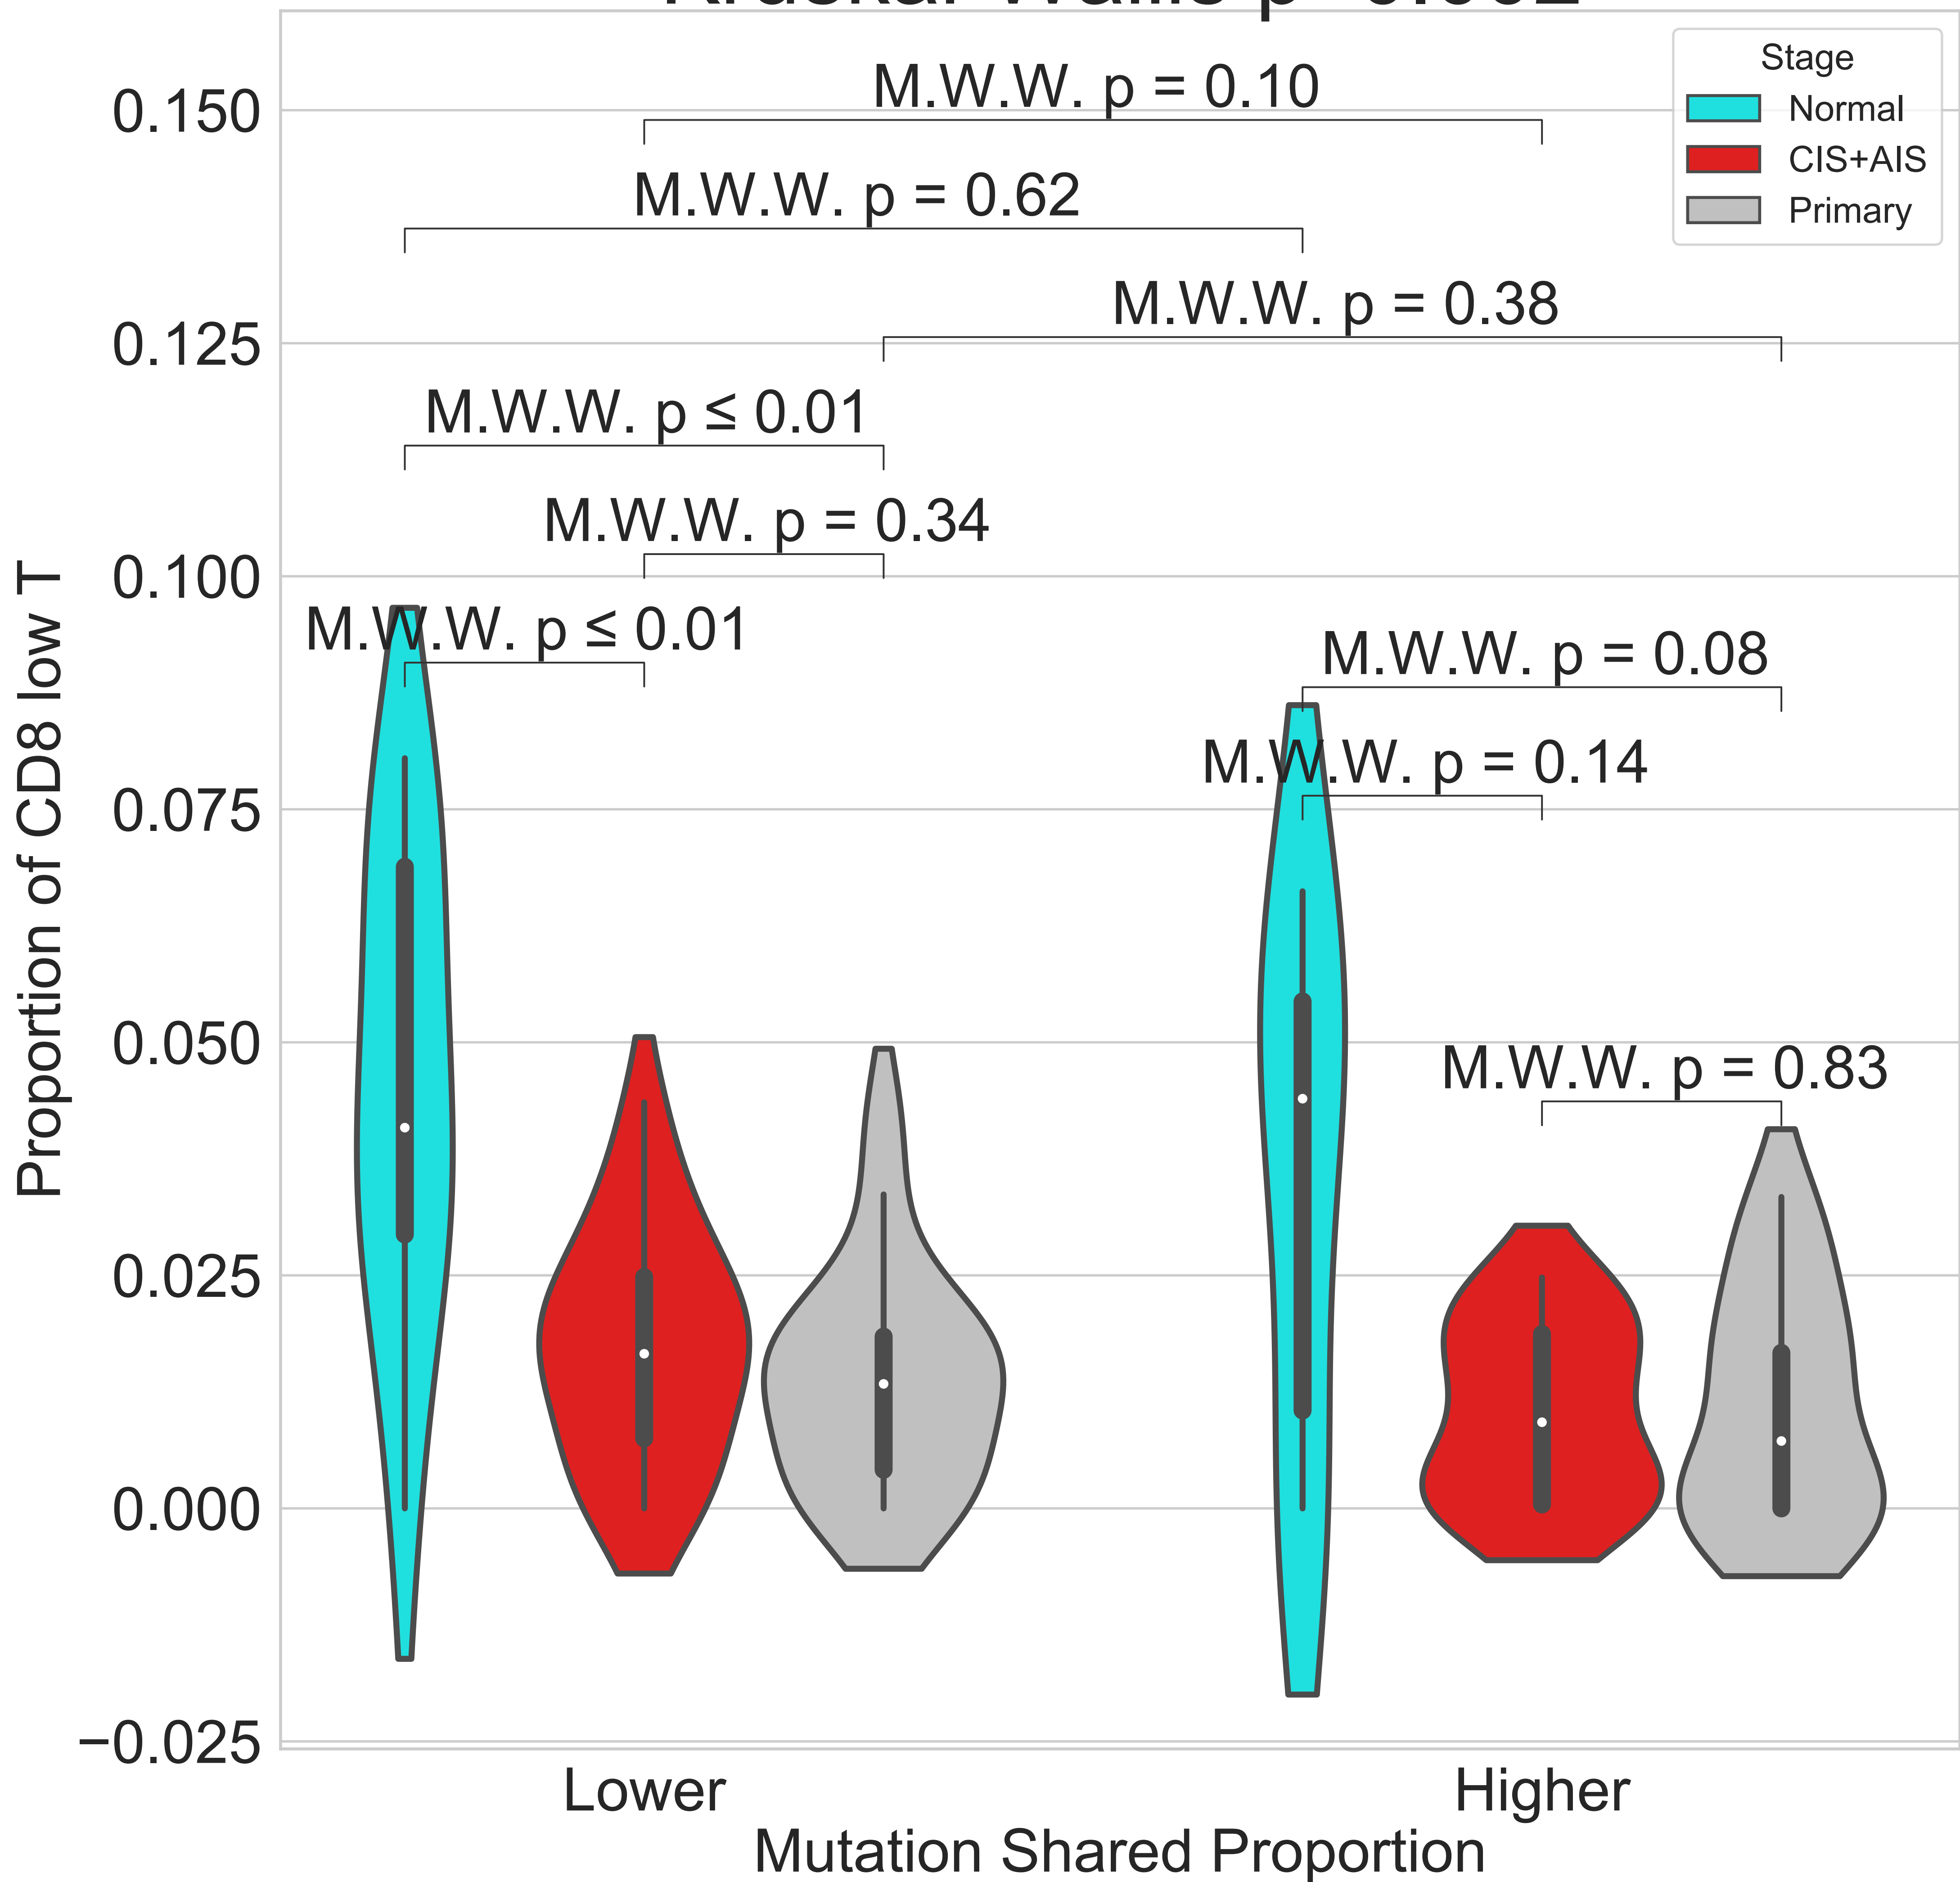 Stage
Normal
CIS+AIS
Primary
M.W.W. p = 0.10
M.W.W. p = 0.62
M.W.W. p = 0.38
M.W.W. p ≤ 0.01
M.W.W. p = 0.34
M.W.W. p ≤ 0.01
M.W.W. p = 0.08
M.W.W. p = 0.14
M.W.W. p = 0.83
0.150
0.125
0.100
0.075
0.050
0.025
0.000
−0.025
Proportion of CD8 low T
Lower
Higher
Mutation Shared Proportion